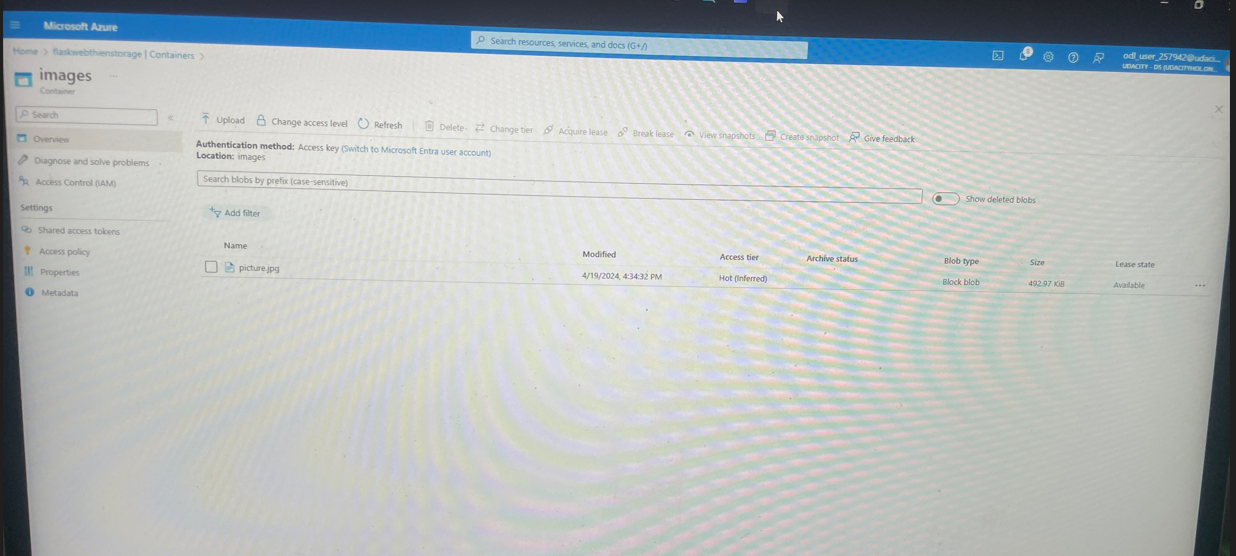 Microsoft Azure
Search resources, services, and docs (G+/)
odl_user_257942@udaci...
Home > flaskwebthienstorage | Containers >
images ...
Container
Search
Overview
Diagnose and solve problems
Access Control (IAM)
Settings
Shared access tokens
Access policy
Properties
Metadata
Upload Change access level Refresh Delete Change tier Acquire lease Break lease View snapshots Create snapshot Give feedback
Authentication method: Access key (Switch to Microsoft Entra user account)
Location: images
Search blobs by prefix (case-sensitive)
Show deleted blobs
Add filter
Name Modified Access tier Archive status Blob type Size Lease state
picture.jpg 4/19/2024, 4:34:32 PM Hot (Inferred) Block blob 492.97 KiB Available ...